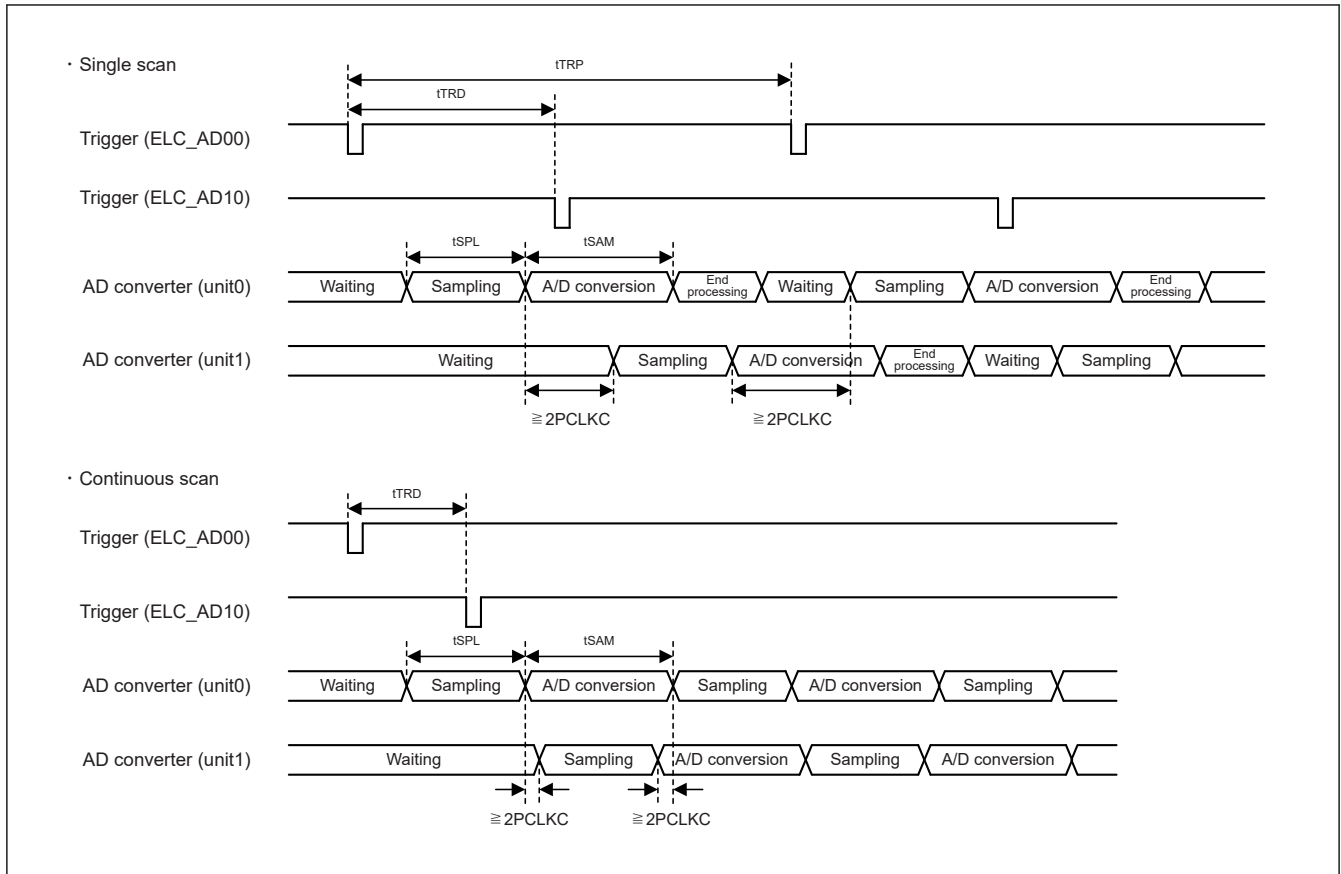 · Single scan
tTRP
tTRD
Trigger (ELC_AD00)
Trigger (ELC_AD10)
tSPL tSAM
AD converter (unit0) Waiting Sampling A/D conversion End processing Waiting Sampling A/D conversion End processing
AD converter (unit1) Waiting Sampling A/D conversion End processing Waiting Sampling
≧2PCLKC ≧2PCLKC
· Continuous scan
tTRD
Trigger (ELC_AD00)
Trigger (ELC_AD10)
tSPL tSAM
AD converter (unit0) Waiting Sampling A/D conversion Sampling A/D conversion Sampling
AD converter (unit1) Waiting Sampling A/D conversion Sampling A/D conversion
≧2PCLKC ≧2PCLKC